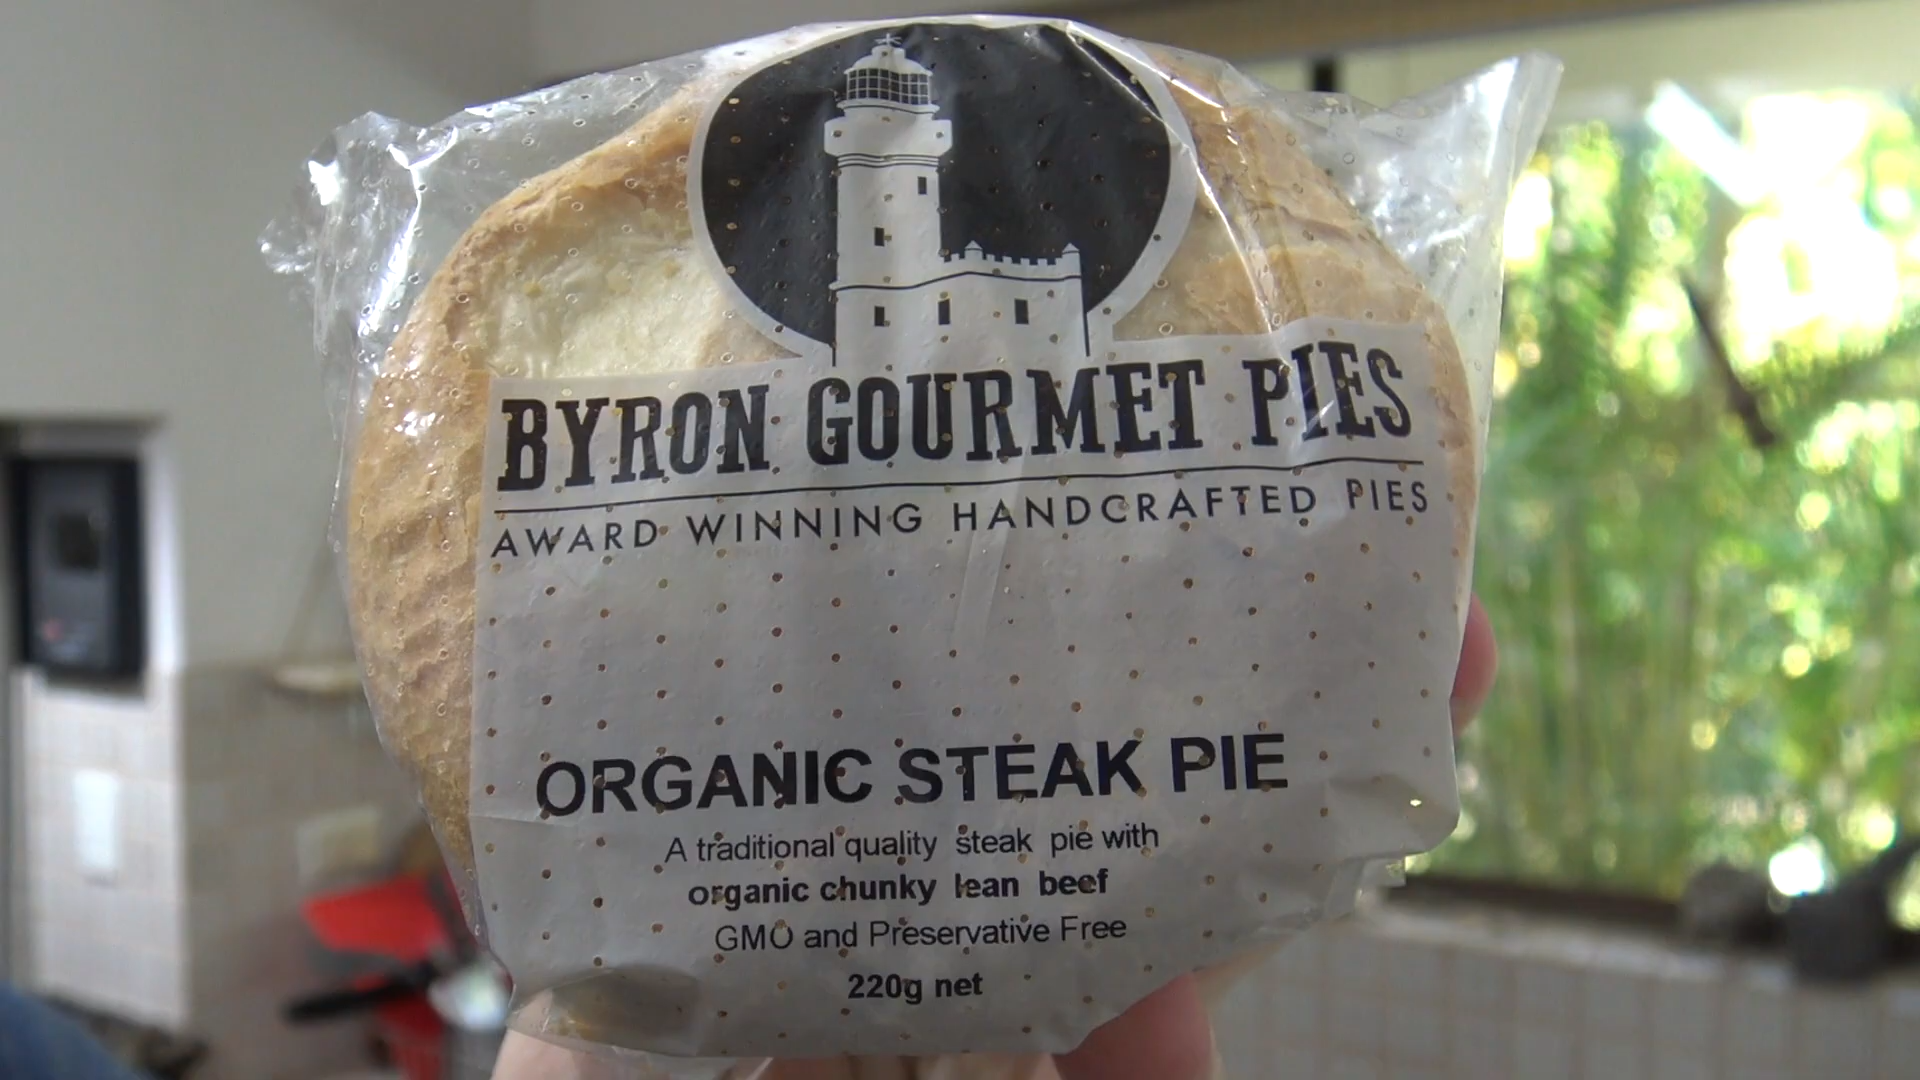 BYRON GOURMET PIES
AWARD WINNING HANDCRAFTED PIES
ORGANIC STEAK PIE
A traditional quality steak pie with
organic chunky lean beef
GMO and Preservative Free
220g net